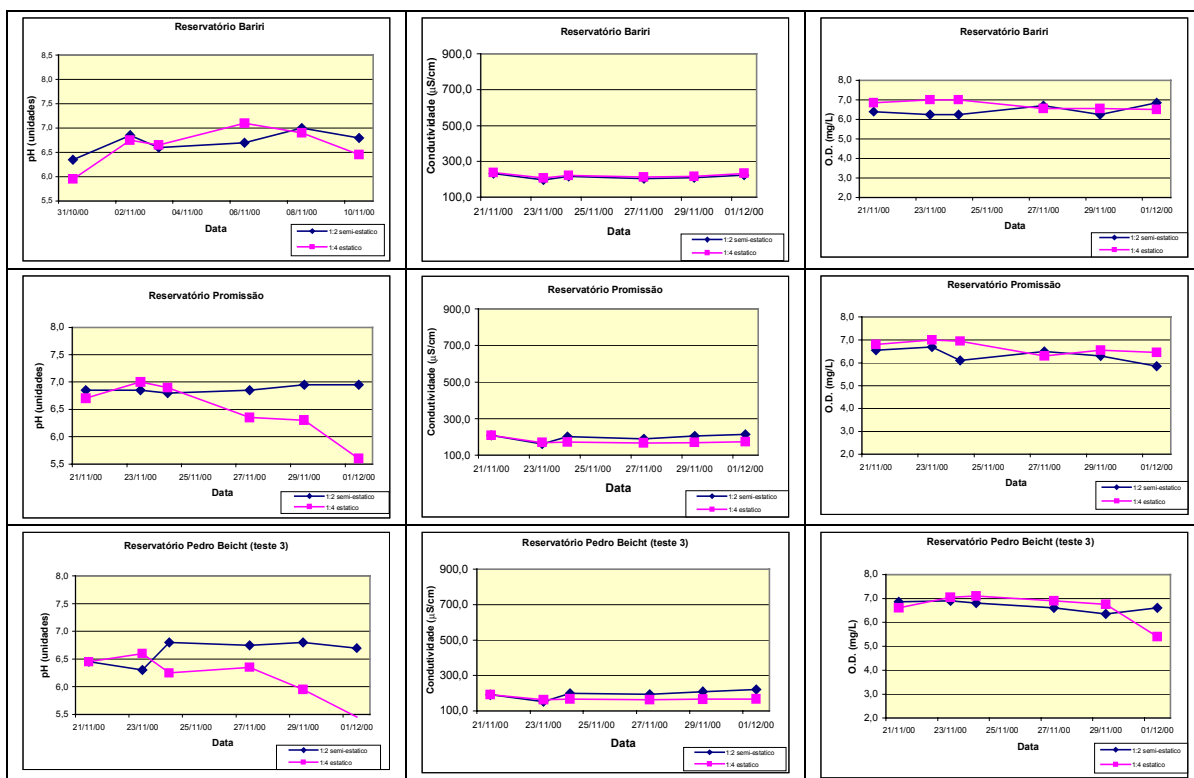 Reservatório Bariri
8,5
8,0
7,5
7,0
6,5
6,0
5,5
pH (unidades)
31/10/00 02/11/00 04/11/00 06/11/00 08/11/00 10/11/00
Data
1:2 semi-estatico
1:4 estatico
Reservatório Bariri
900,0
700,0
500,0
300,0
100,0
Condutividade (µS/cm)
21/11/00 23/11/00 25/11/00 27/11/00 29/11/00 01/12/00
Data
1:2 semi-estatico
1:4 estatico
Reservatório Bariri
8,0
7,0
6,0
5,0
4,0
3,0
2,0
O.D. (mg/L)
21/11/00 23/11/00 25/11/00 27/11/00 29/11/00 01/12/00
Data
1:2 semi-estatico
1:4 estatico
Reservatório Promissão
8,0
7,5
7,0
6,5
6,0
5,5
pH (unidades)
21/11/00 23/11/00 25/11/00 27/11/00 29/11/00 01/12/00
Data
1:2 semi-estatico
1:4 estatico
Reservatório Promissão
900,0
700,0
500,0
300,0
100,0
Condutividade (µS/cm)
21/11/00 23/11/00 25/11/00 27/11/00 29/11/00 01/12/00
Data
1:2 semi-estatico
1:4 estatico
Reservatório Promissão
8,0
7,0
6,0
5,0
4,0
3,0
2,0
O.D. (mg/L)
21/11/00 23/11/00 25/11/00 27/11/00 29/11/00 01/12/00
Data
1:2 semi-estatico
1:4 estatico
Reservatório Pedro Beicht (teste 3)
8,0
7,5
7,0
6,5
6,0
5,5
pH (unidades)
21/11/00 23/11/00 25/11/00 27/11/00 29/11/00 01/12/00
Data
1:2 semi-estatico
1:4 estatico
Reservatório Pedro Beicht (teste 3)
900,0
700,0
500,0
300,0
100,0
Condutividade (µS/cm)
21/11/00 23/11/00 25/11/00 27/11/00 29/11/00 01/12/00
Data
1:2 semi-estatico
1:4 estatico
Reservatório Pedro Beicht (teste 3)
8,0
7,0
6,0
5,0
4,0
3,0
2,0
O.D. (mg/L)
21/11/00 23/11/00 25/11/00 27/11/00 29/11/00 01/12/00
Data
1:2 semi-estatico
1:4 estatico